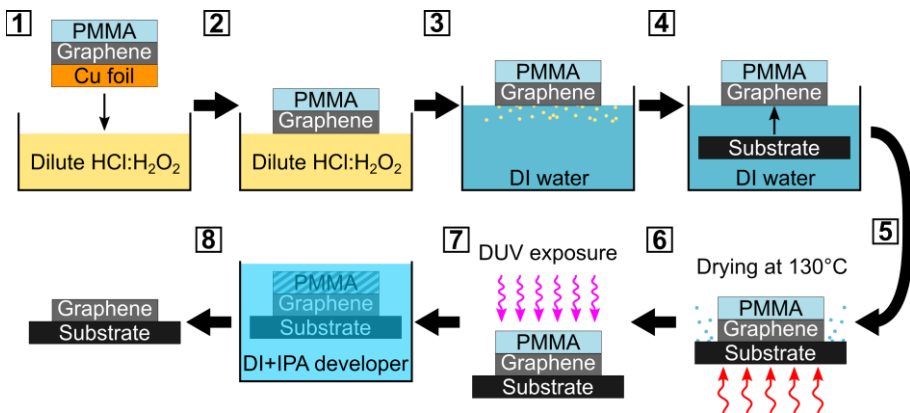 1
PMMA
Graphene
Cu foil
Dilute HCl:H₂O₂
2
PMMA
Graphene
Dilute HCl:H₂O₂
3
PMMA
Graphene
DI water
4
PMMA
Graphene
Substrate
DI water
5
6
Drying at 130°C
PMMA
Graphene
Substrate
7
DUV exposure
PMMA
Graphene
Substrate
8
PMMA
Graphene
Substrate
DI+IPA developer
Graphene
Substrate